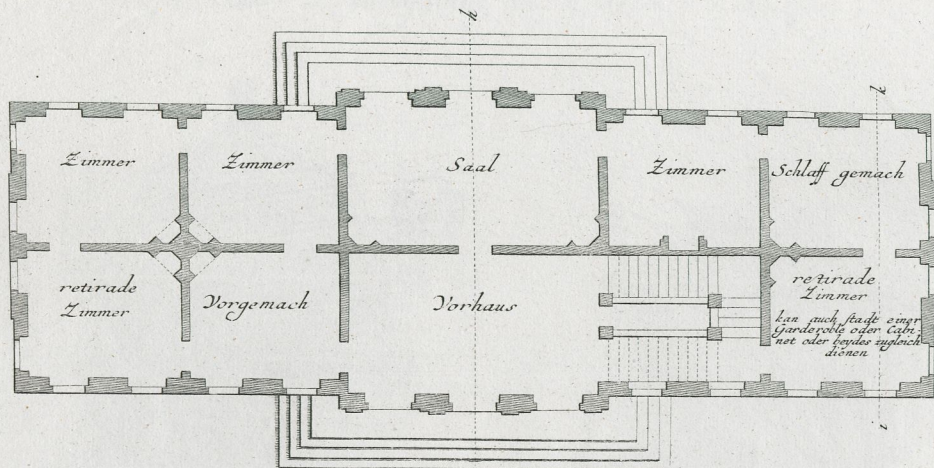 h
k
Zimmer
Zimmer
Saal
Zimmer
Schlaff gemach
retirade
Zimmer
Vorgemach
Vorhaus
retirade
Zimmer
kan auch stadt einer
Garderoble oder Cabi-
net oder beydes zugleich
dienen
i